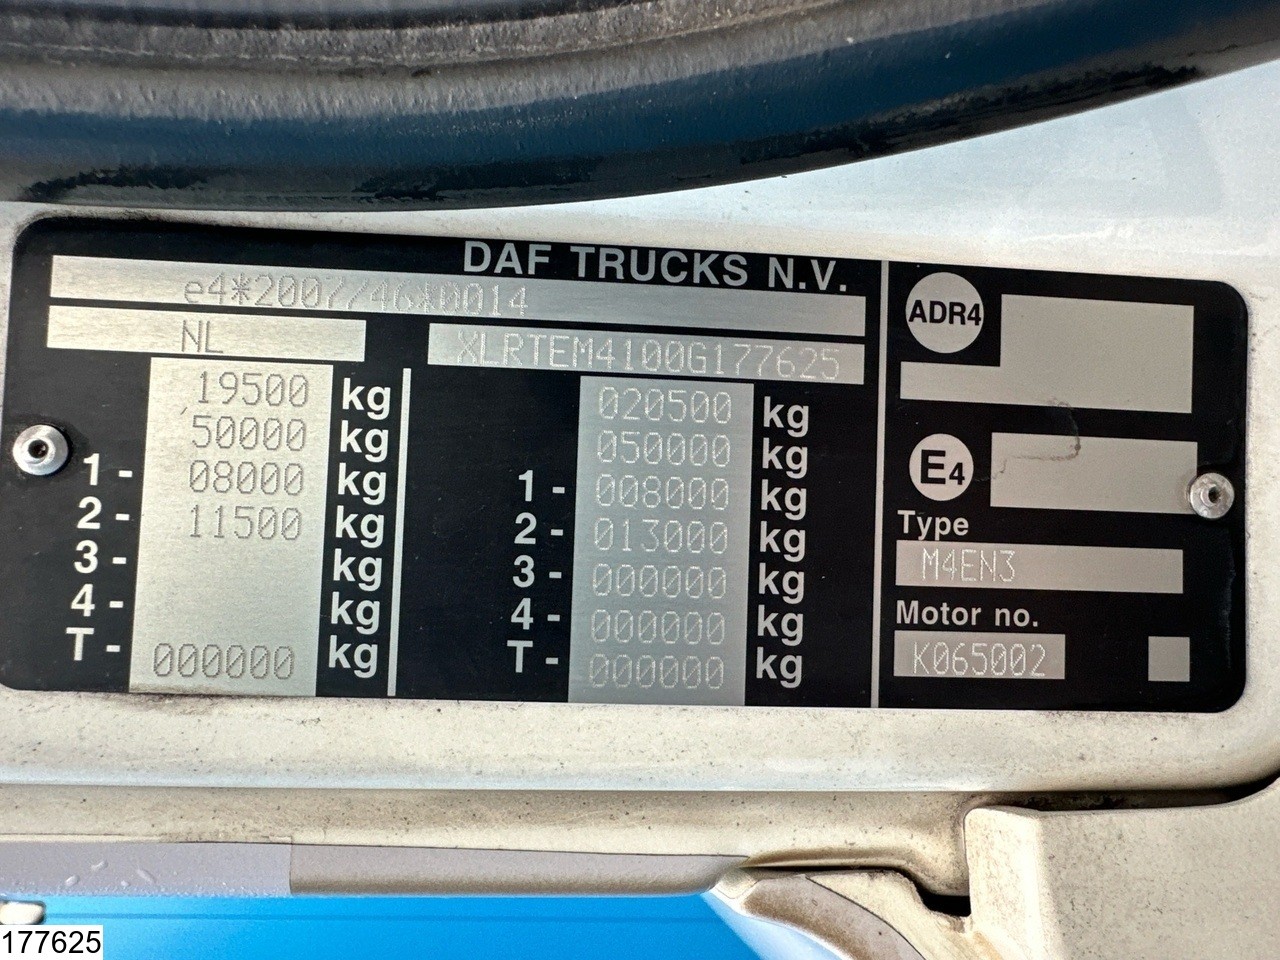 DAF TRUCKS N.V.
e4*2007/46*0014
NL
XLRTEM4100G177625
19500 kg
50000 kg
1 - 08000 kg
2 - 11500 kg
3 - kg
4 - kg
T - 000000 kg
020500 kg
050000 kg
1 - 008000 kg
2 - 013000 kg
3 - 000000 kg
4 - 000000 kg
T - 000000 kg
ADR4
E4
Type
M4EN3
Motor no.
K065002
177625